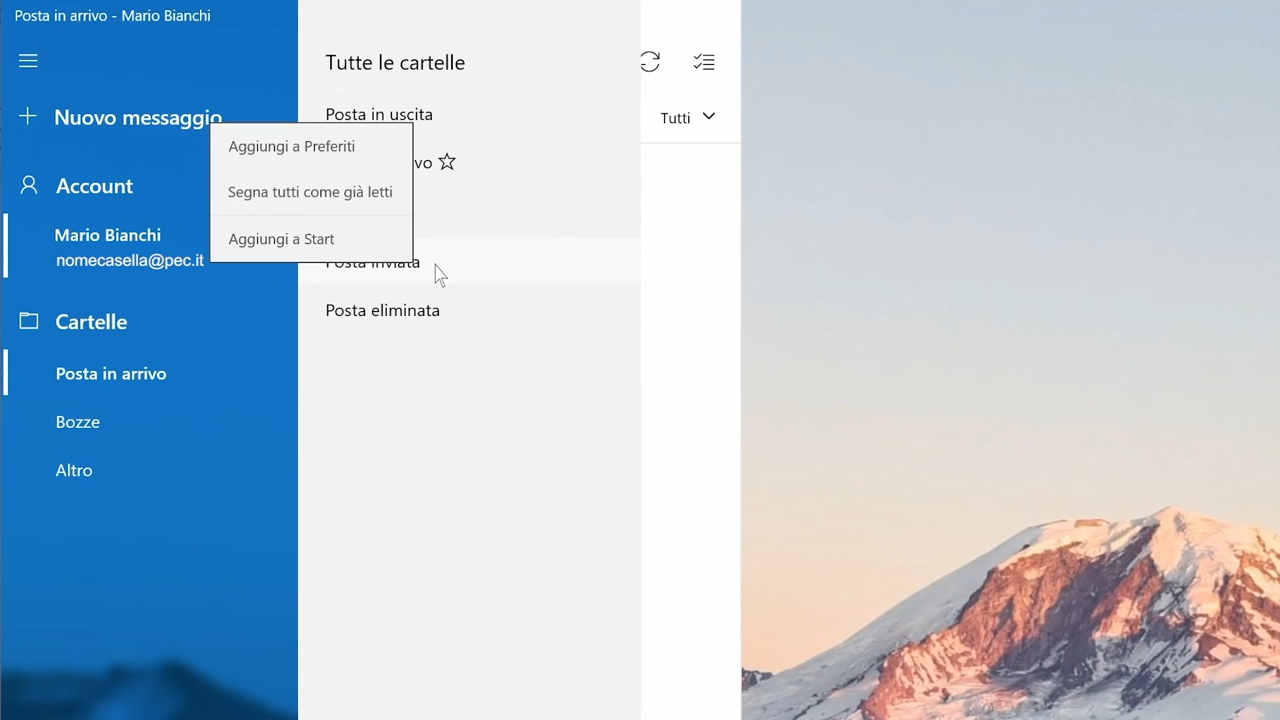 Posta in arrivo - Mario Bianchi
Nuovo messaggio
Account
Mario Bianchi
nomecasella@pec.it
Cartelle
Posta in arrivo
Bozze
Altro
Tutte le cartelle
Posta in uscita
vo
Posta inviata
Posta eliminata
Aggiungi a Preferiti
Segna tutti come già letti
Aggiungi a Start
Tutti